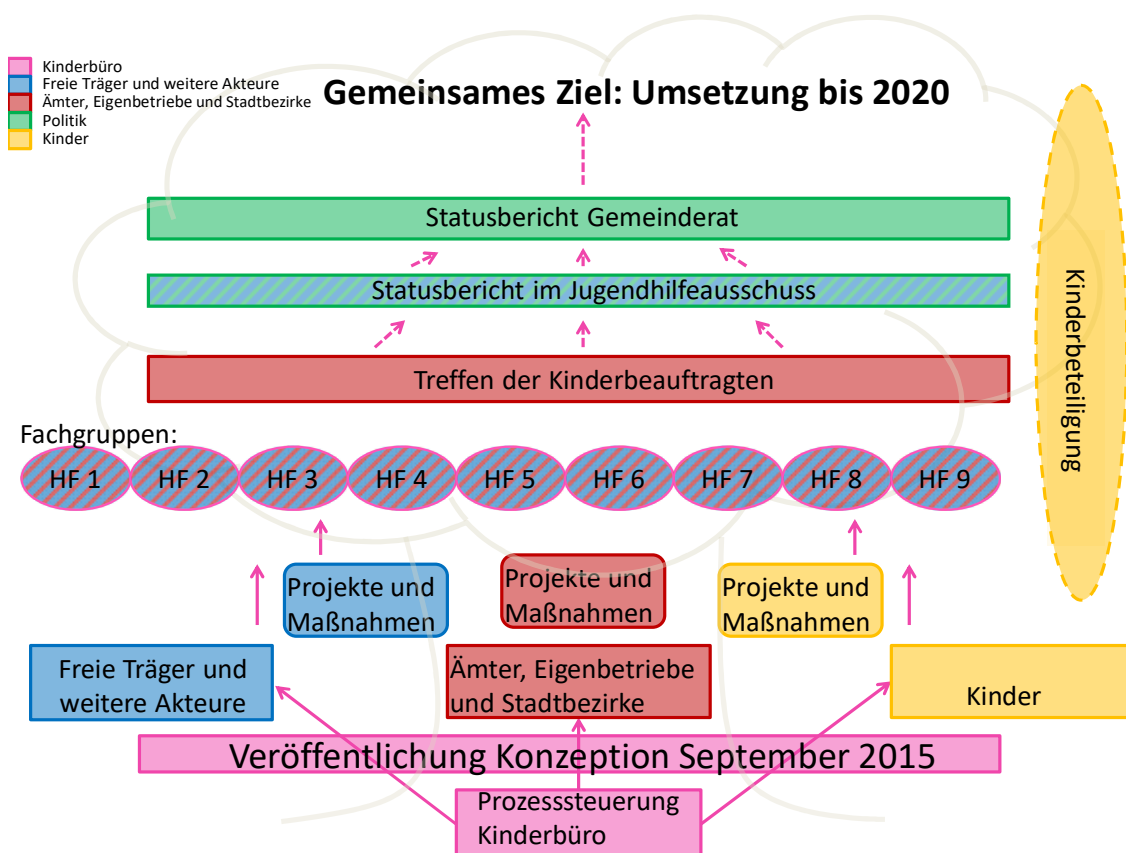 Kinderbüro
Freie Träger und weitere Akteure
Ämter, Eigenbetriebe und Stadtbezirke
Politik
Kinder
Gemeinsames Ziel: Umsetzung bis 2020
Statusbericht Gemeinderat
Statusbericht im Jugendhilfeausschuss
Treffen der Kinderbeauftragten
Kinderbeteiligung
Fachgruppen:
HF 1
HF 2
HF 3
HF 4
HF 5
HF 6
HF 7
HF 8
HF 9
Projekte und
Maßnahmen
Projekte und
Maßnahmen
Projekte und
Maßnahmen
Freie Träger und
weitere Akteure
Ämter, Eigenbetriebe
und Stadtbezirke
Kinder
Veröffentlichung Konzeption September 2015
Prozesssteuerung
Kinderbüro